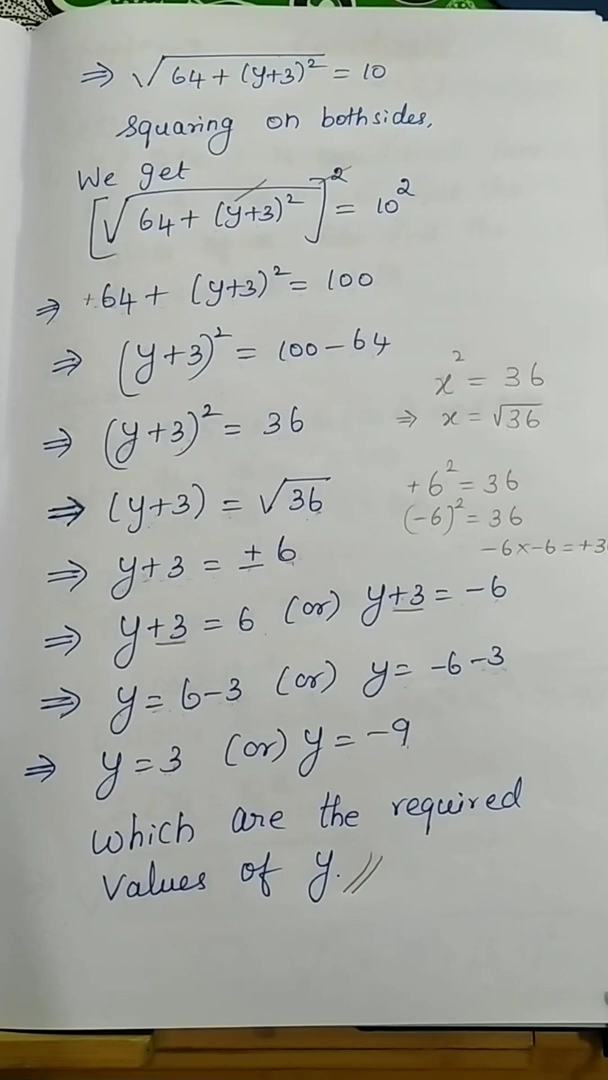 ⇒ √64 + (y+3)² = 10
Squaring on bothsides,
We get
[√64 + (y+3)²]² = 10²
⇒ +64 + (y+3)² = 100
⇒ (y+3)² = 100 - 64
x² = 36
⇒ (y+3)² = 36
⇒ x = √36
⇒ (y+3) = √36
+6² = 36
(-6)² = 36
-6×-6=+3
⇒ y+3 = ±6
⇒ y+3 = 6 (or) y+3 = -6
⇒ y = 6-3 (or) y = -6-3
⇒ y = 3 (or) y = -9
which are the required
values of y. //